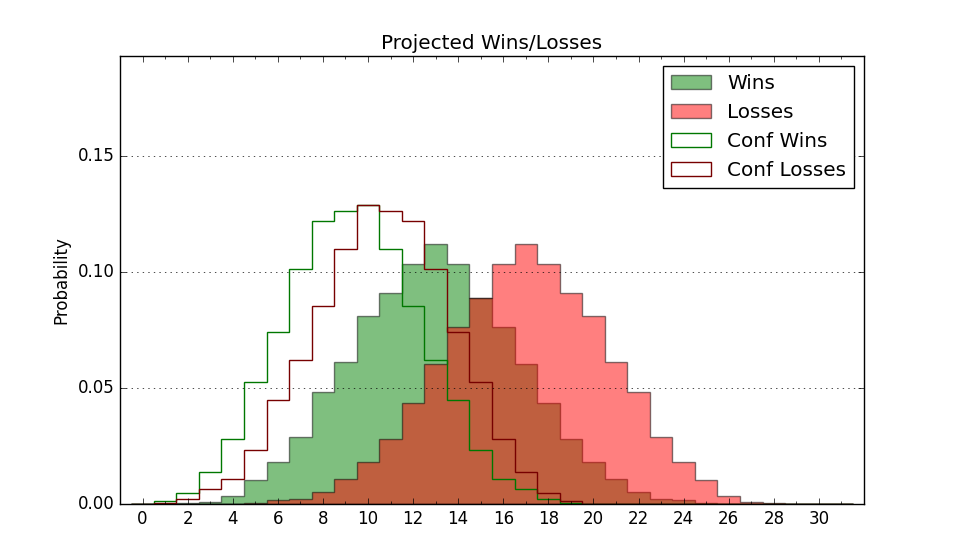 Projected Wins/Losses
Wins
Losses
Conf Wins
Conf Losses
Probability
0.15
0.10
0.05
0.00
0 2 4 6 8 10 12 14 16 18 20 22 24 26 28 30